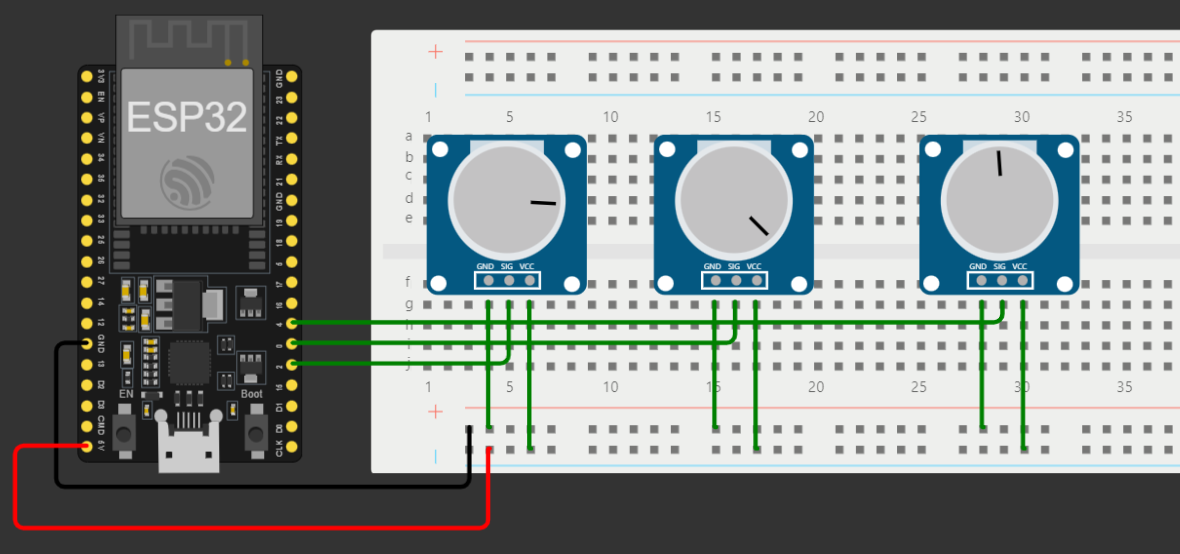 ESP32
3V3
EN
VP
VN
34
35
32
33
25
26
27
14
12
GND
13
D2
D3
CMD
5V
GND
23
22
TX
RX
21
GND
19
18
5
17
16
4
0
2
15
D1
D0
CLK
EN
Boot
+
|
1 5 10 15 20 25 30 35
a
b
c
d
e
GND SIG VCC
GND SIG VCC
GND SIG VCC
f
g
h
i
j
1 5 10 15 20 25 30 35
+
|